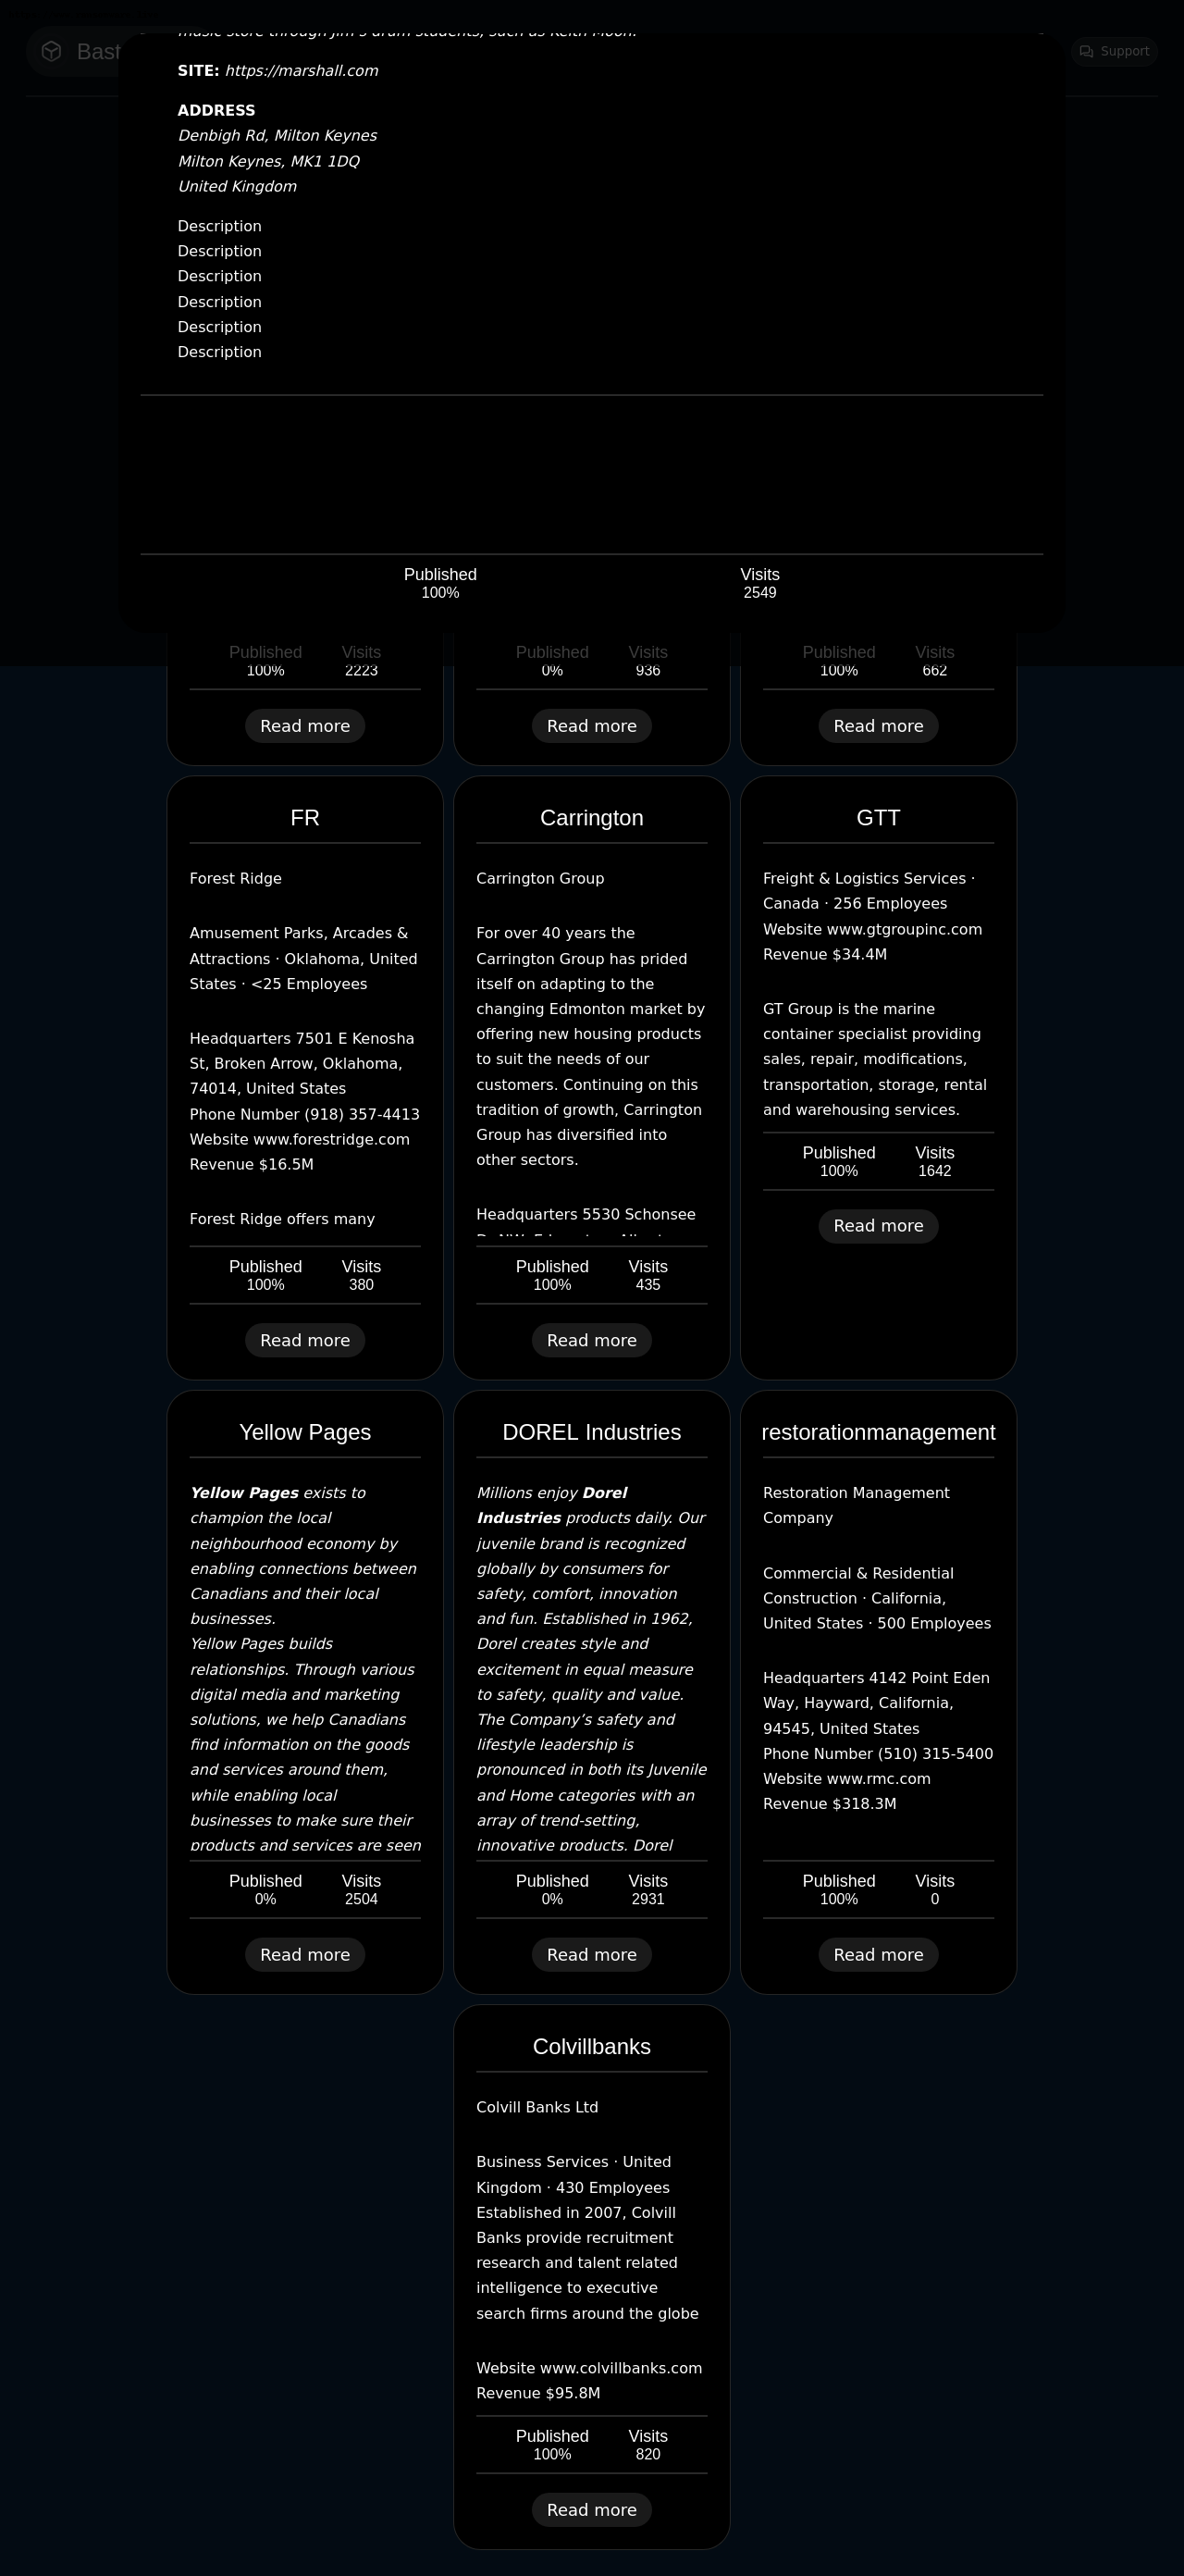 Bast
Support
music store through Jim's drum students, such as Keith Moon.
SITE: https://marshall.com
ADDRESS
Denbigh Rd, Milton Keynes
Milton Keynes, MK1 1DQ
United Kingdom
Description
Description
Description
Description
Description
Description
Published Visits
100% 2549
Published Visits
100% 2223
Read more
Published Visits
0% 936
Read more
Published Visits
100% 662
Read more
FR
Forest Ridge
Amusement Parks, Arcades &
Attractions · Oklahoma, United
States · <25 Employees
Headquarters 7501 E Kenosha
St, Broken Arrow, Oklahoma,
74014, United States
Phone Number (918) 357-4413
Website www.forestridge.com
Revenue $16.5M
Forest Ridge offers many
Published Visits
100% 380
Read more
Carrington
Carrington Group
For over 40 years the
Carrington Group has prided
itself on adapting to the
changing Edmonton market by
offering new housing products
to suit the needs of our
customers. Continuing on this
tradition of growth, Carrington
Group has diversified into
other sectors.
Headquarters 5530 Schonsee
Published Visits
100% 435
Read more
GTT
Freight & Logistics Services ·
Canada · 256 Employees
Website www.gtgroupinc.com
Revenue $34.4M
GT Group is the marine
container specialist providing
sales, repair, modifications,
transportation, storage, rental
and warehousing services.
Published Visits
100% 1642
Read more
Yellow Pages
Yellow Pages exists to
champion the local
neighbourhood economy by
enabling connections between
Canadians and their local
businesses.
Yellow Pages builds
relationships. Through various
digital media and marketing
solutions, we help Canadians
find information on the goods
and services around them,
while enabling local
businesses to make sure their
products and services are seen
Published Visits
0% 2504
Read more
DOREL Industries
Millions enjoy Dorel
Industries products daily. Our
juvenile brand is recognized
globally by consumers for
safety, comfort, innovation
and fun. Established in 1962,
Dorel creates style and
excitement in equal measure
to safety, quality and value.
The Company’s safety and
lifestyle leadership is
pronounced in both its Juvenile
and Home categories with an
array of trend-setting,
innovative products. Dorel
Published Visits
0% 2931
Read more
restorationmanagement
Restoration Management
Company
Commercial & Residential
Construction · California,
United States · 500 Employees
Headquarters 4142 Point Eden
Way, Hayward, California,
94545, United States
Phone Number (510) 315-5400
Website www.rmc.com
Revenue $318.3M
Published Visits
100% 0
Read more
Colvillbanks
Colvill Banks Ltd
Business Services · United
Kingdom · 430 Employees
Established in 2007, Colvill
Banks provide recruitment
research and talent related
intelligence to executive
search firms around the globe
Website www.colvillbanks.com
Revenue $95.8M
Published Visits
100% 820
Read more